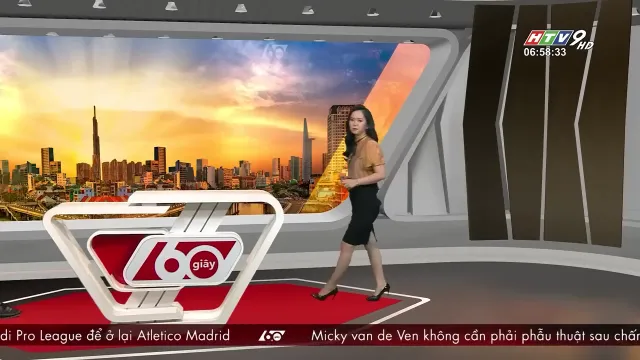 HTV9 HD
06:58:33
60 giây
di Pro League để ở lại Atletico Madrid 60 Micky van de Ven không cần phải phẫu thuật sau chấn